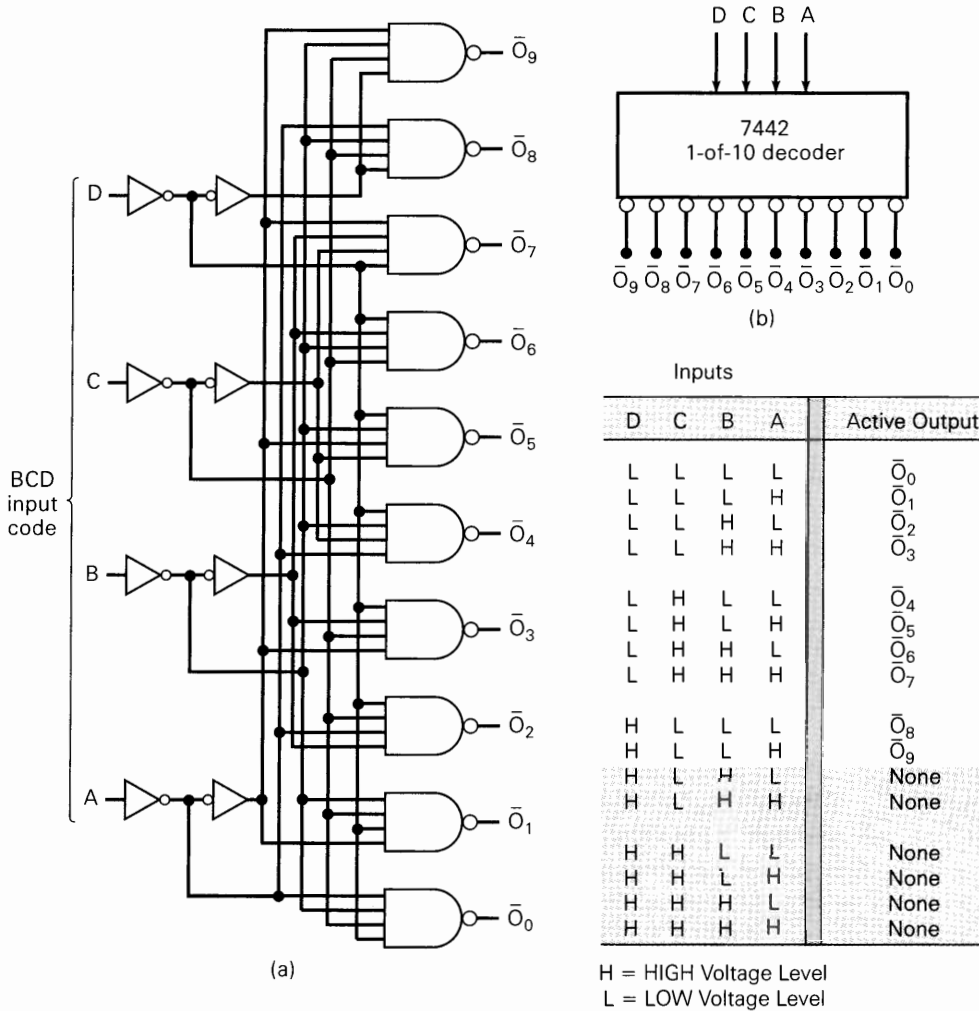 Ō₉
Ō₈
D
Ō₇
Ō₆
C
Ō₅
BCD
input
code
Ō₄
B
Ō₃
Ō₂
A
Ō₁
Ō₀
(a)
D C B A
7442
1-of-10 decoder
Ō₉ Ō₈ Ō₇ Ō₆ Ō₅ Ō₄ Ō₃ Ō₂ Ō₁ Ō₀
(b)
Inputs
D C B A Active Output
L L L L Ō₀
L L L H Ō₁
L L H L Ō₂
L L H H Ō₃
L H L L Ō₄
L H L H Ō₅
L H H L Ō₆
L H H H Ō₇
H L L L Ō₈
H L L H Ō₉
H L H L None
H L H H None
H H L L None
H H L H None
H H H L None
H H H H None
H = HIGH Voltage Level
L = LOW Voltage Level